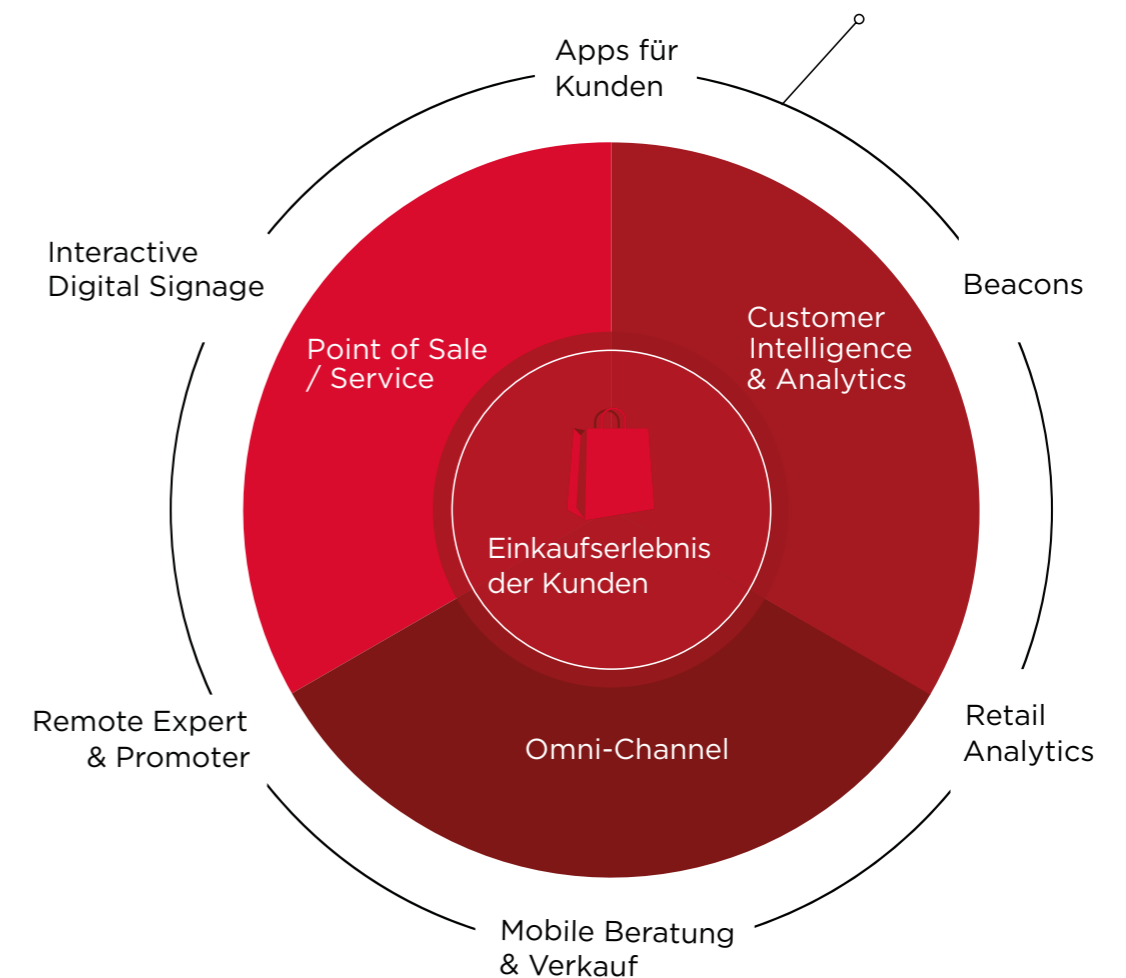 Apps für
Kunden
Interactive
Digital Signage
Beacons
Point of Sale
/ Service
Customer
Intelligence
& Analytics
Einkaufserlebnis
der Kunden
Remote Expert
& Promoter
Omni-Channel
Retail
Analytics
Mobile Beratung
& Verkauf